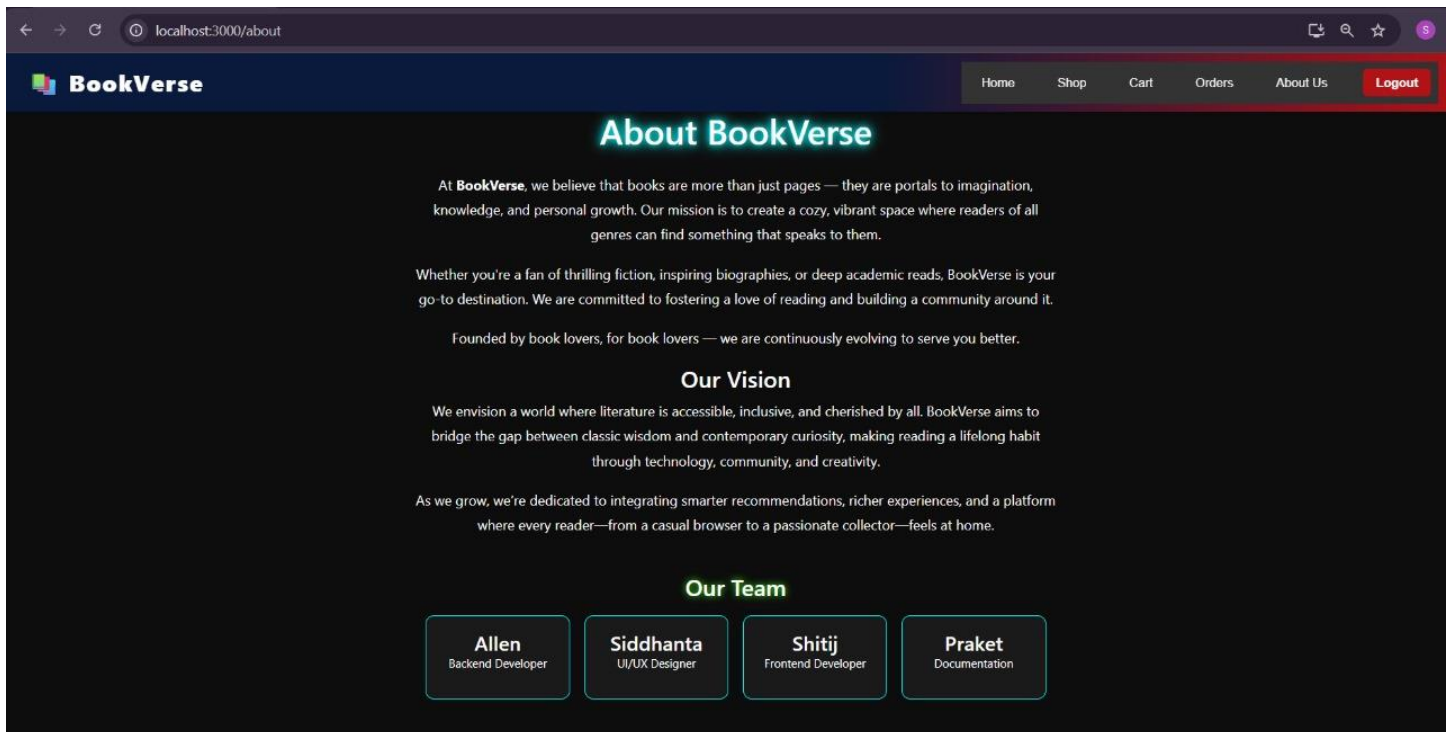 localhost:3000/about
S
BookVerse
Home Shop Cart Orders About Us Logout
About BookVerse
At BookVerse, we believe that books are more than just pages — they are portals to imagination,
knowledge, and personal growth. Our mission is to create a cozy, vibrant space where readers of all
genres can find something that speaks to them.
Whether you're a fan of thrilling fiction, inspiring biographies, or deep academic reads, BookVerse is your
go-to destination. We are committed to fostering a love of reading and building a community around it.
Founded by book lovers, for book lovers — we are continuously evolving to serve you better.
Our Vision
We envision a world where literature is accessible, inclusive, and cherished by all. BookVerse aims to
bridge the gap between classic wisdom and contemporary curiosity, making reading a lifelong habit
through technology, community, and creativity.
As we grow, we're dedicated to integrating smarter recommendations, richer experiences, and a platform
where every reader—from a casual browser to a passionate collector—feels at home.
Our Team
Allen
Backend Developer
Siddhanta
UI/UX Designer
Shitij
Frontend Developer
Praket
Documentation